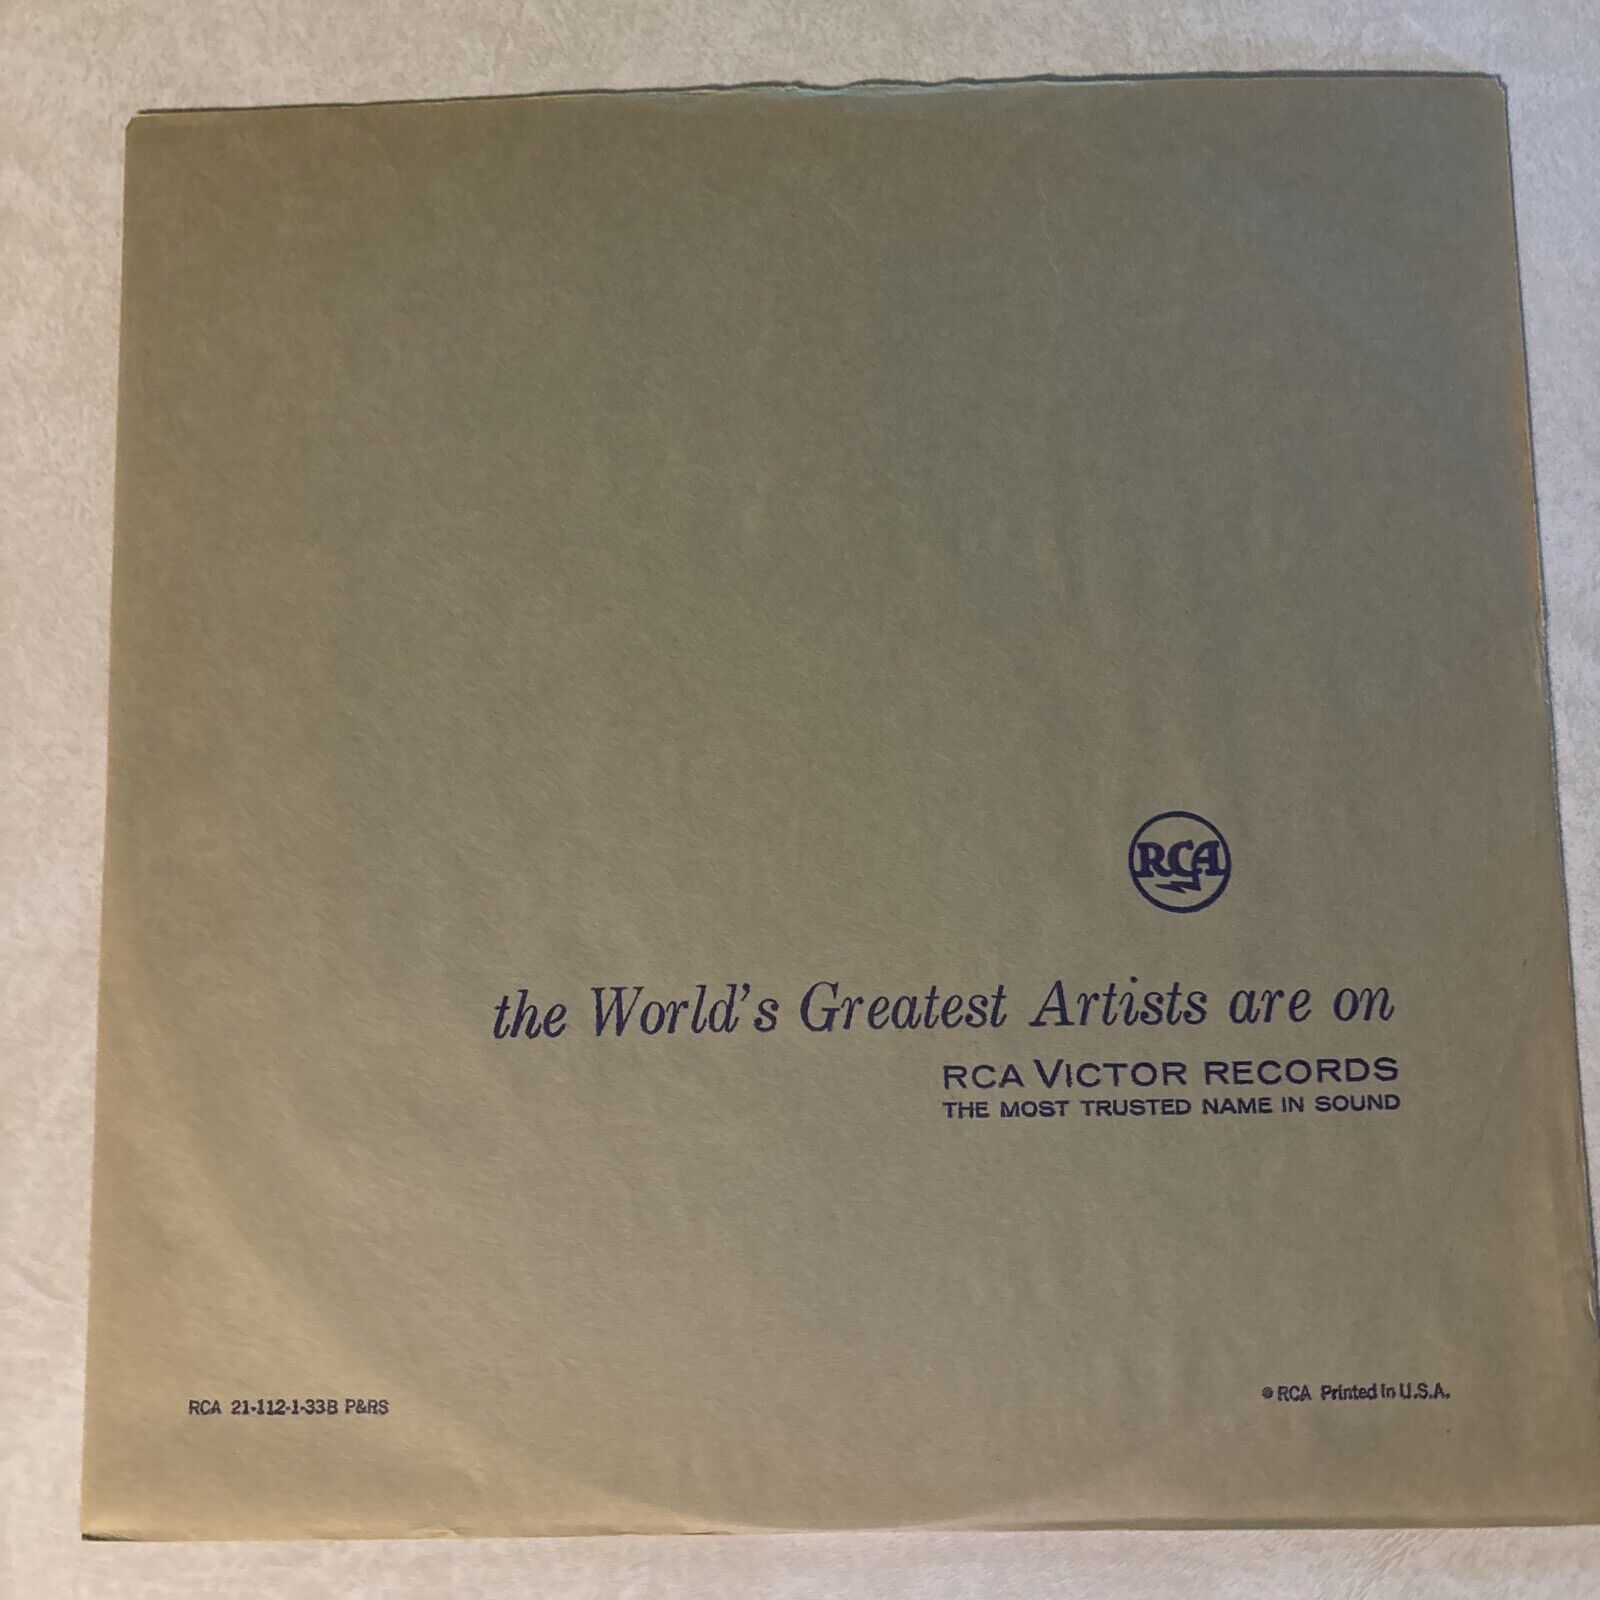 RCA
the World's Greatest Artists are on
RCA VICTOR RECORDS
THE MOST TRUSTED NAME IN SOUND
RCA 21-112-1-33B P&RS
© RCA Printed in U.S.A.